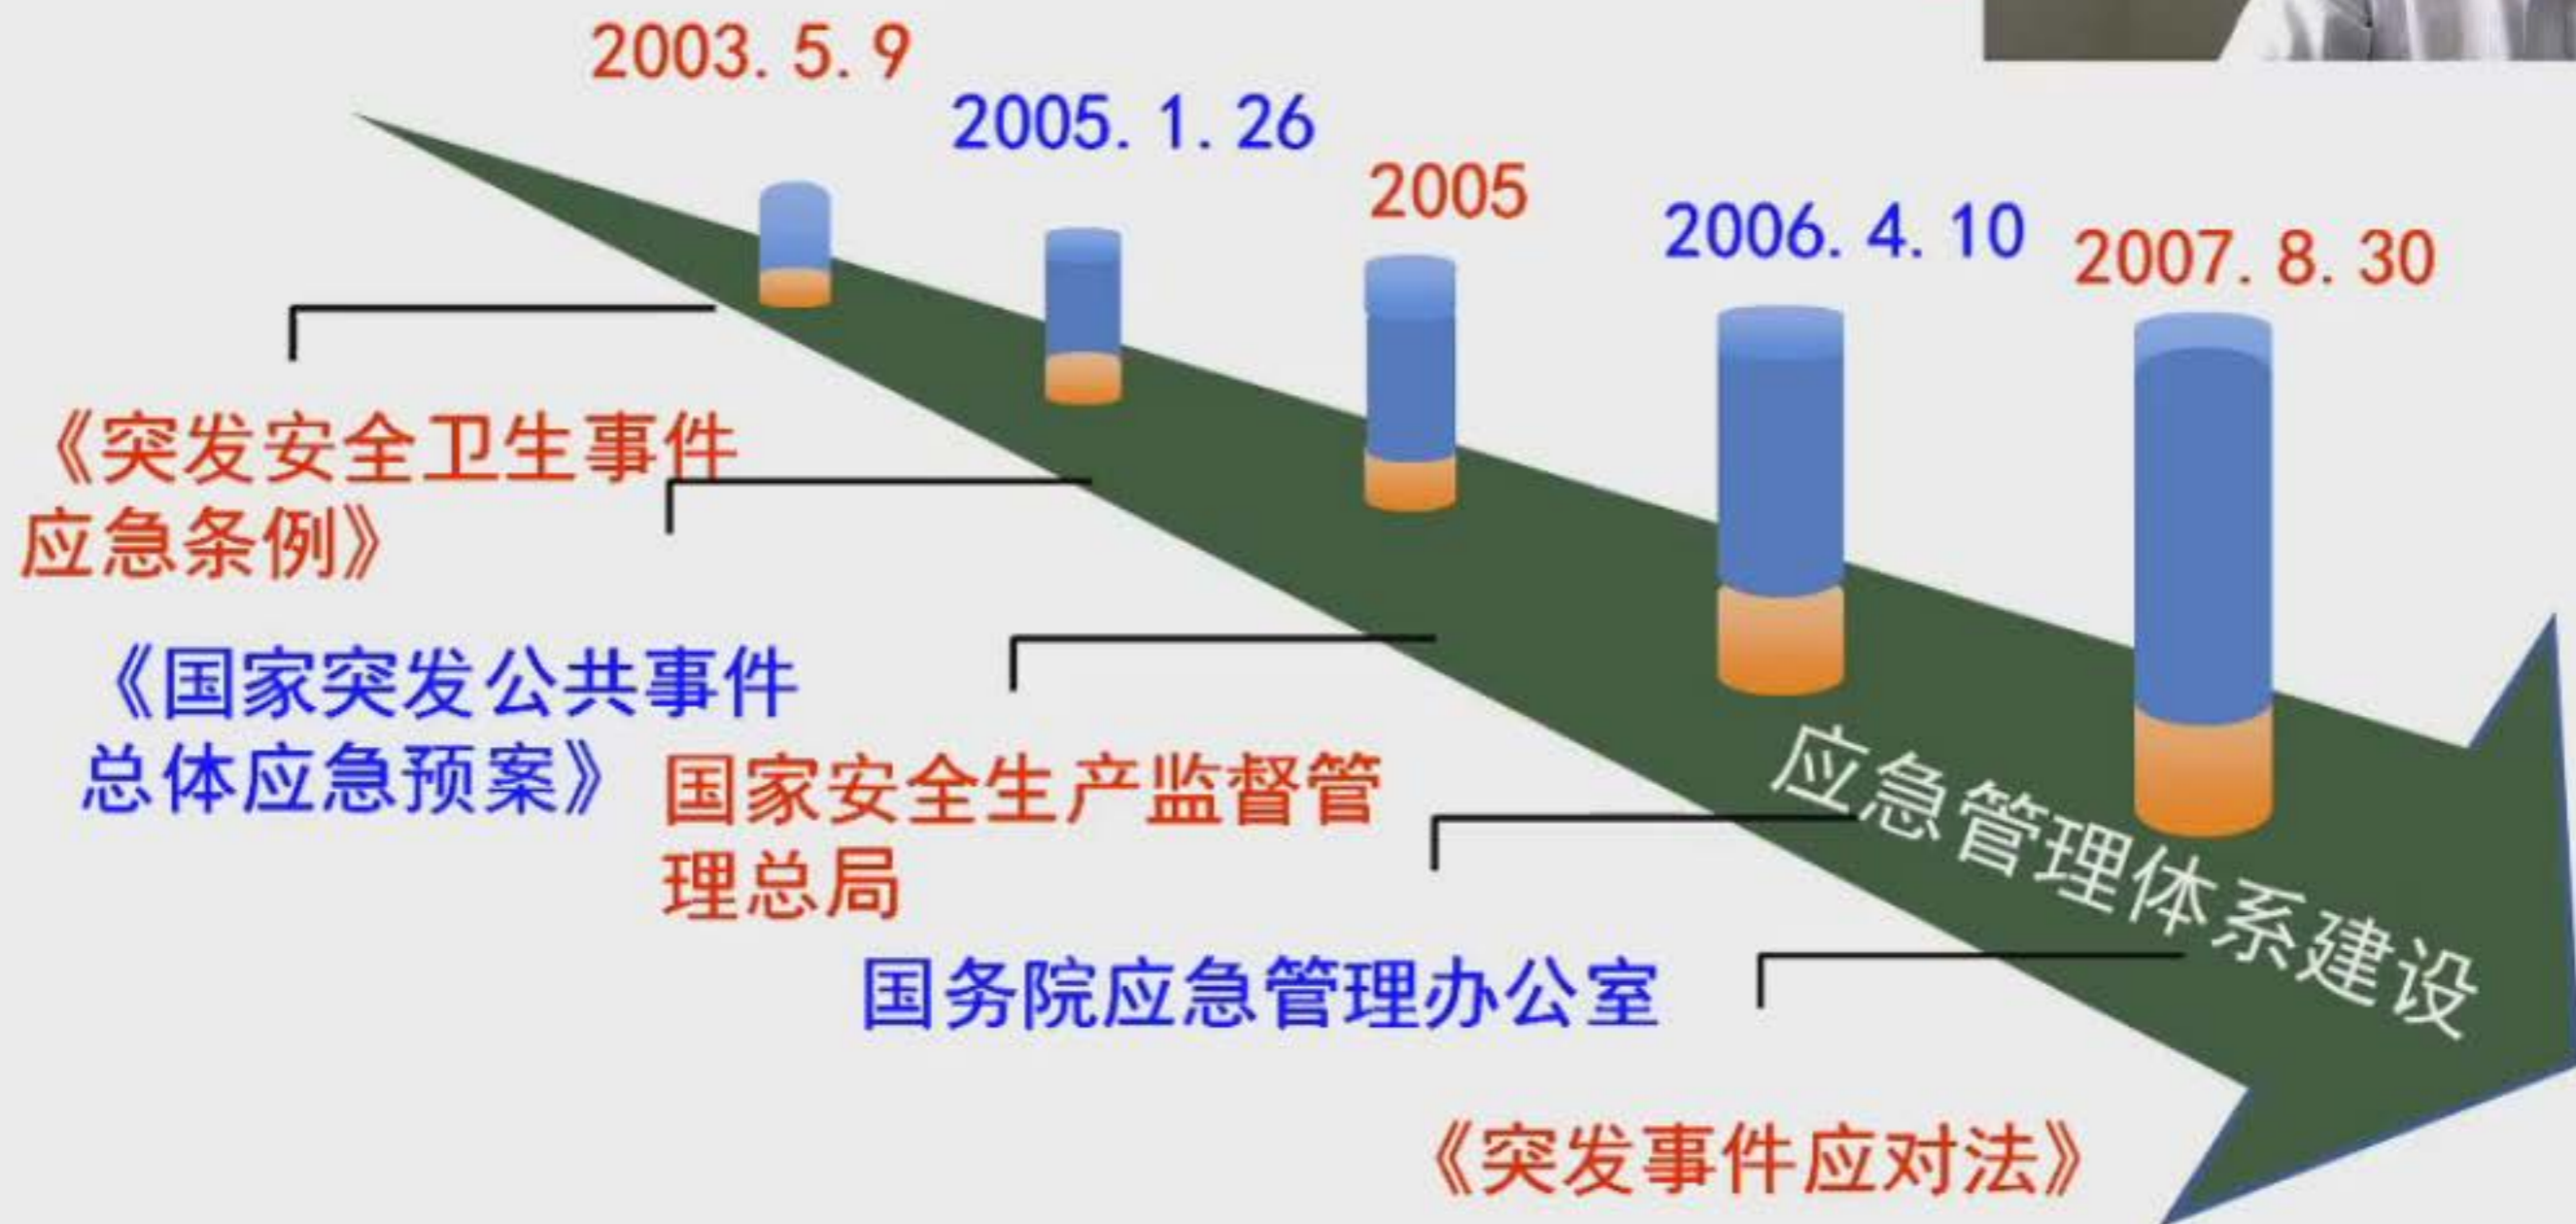 2003. 5. 9
2005. 1. 26
2005
2006. 4. 10
2007. 8. 30
《突发安全卫生事件
应急条例》
《国家突发公共事件
总体应急预案》
国家安全生产监督管
理总局
国务院应急管理办公室
《突发事件应对法》
应急管理体系建设